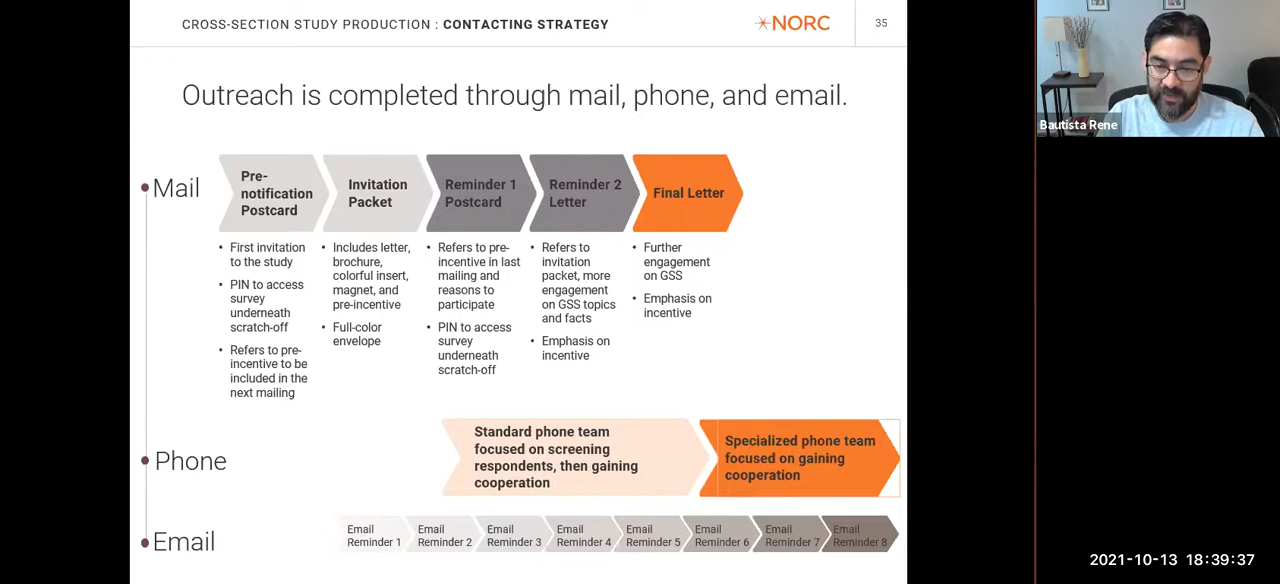 CROSS-SECTION STUDY PRODUCTION : CONTACTING STRATEGY
NORC
35
Outreach is completed through mail, phone, and email.
Mail
Pre-
notification
Postcard
Invitation
Packet
Reminder 1
Postcard
Reminder 2
Letter
Final Letter
• First invitation
to the study
• PIN to access
survey
underneath
scratch-off
• Refers to pre-
incentive to be
included in the
next mailing
• Includes letter,
brochure,
colorful insert,
magnet, and
pre-incentive
• Full-color
envelope
• Refers to pre-
incentive in last
mailing and
reasons to
participate
• PIN to access
survey
underneath
scratch-off
• Refers to
invitation
packet, more
engagement
on GSS topics
and facts
• Emphasis on
incentive
• Further
engagement
on GSS
• Emphasis on
incentive
Phone
Standard phone team
focused on screening
respondents, then gaining
cooperation
Specialized phone team
focused on gaining
cooperation
Email
Email
Reminder 1
Email
Reminder 2
Email
Reminder 3
Email
Reminder 4
Email
Reminder 5
Email
Reminder 6
Email
Reminder 7
Email
Reminder 8
Bautista Rene
2021-10-13 18:39:37